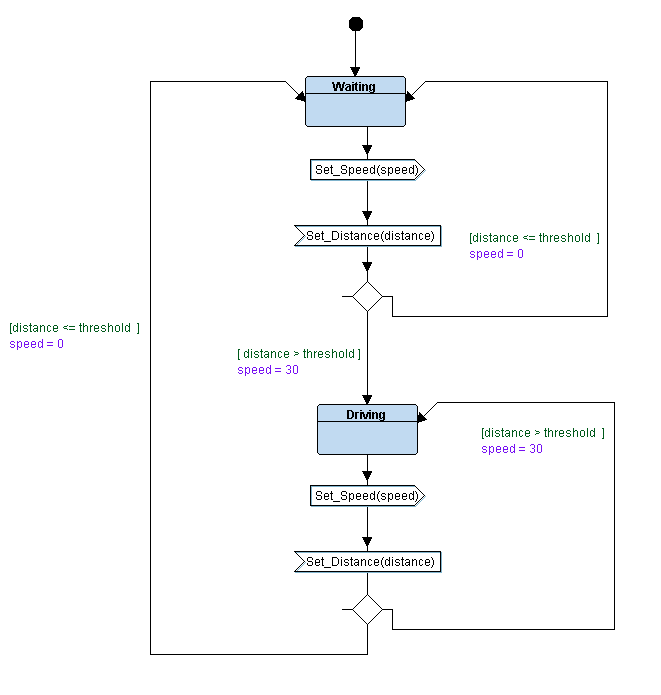 Waiting
Set_Speed(speed)
Set_Distance(distance)
[distance <= threshold ]
speed = 0
[distance <= threshold ]
speed = 0
[ distance > threshold ]
speed = 30
Driving
[distance > threshold ]
speed = 30
Set_Speed(speed)
Set_Distance(distance)